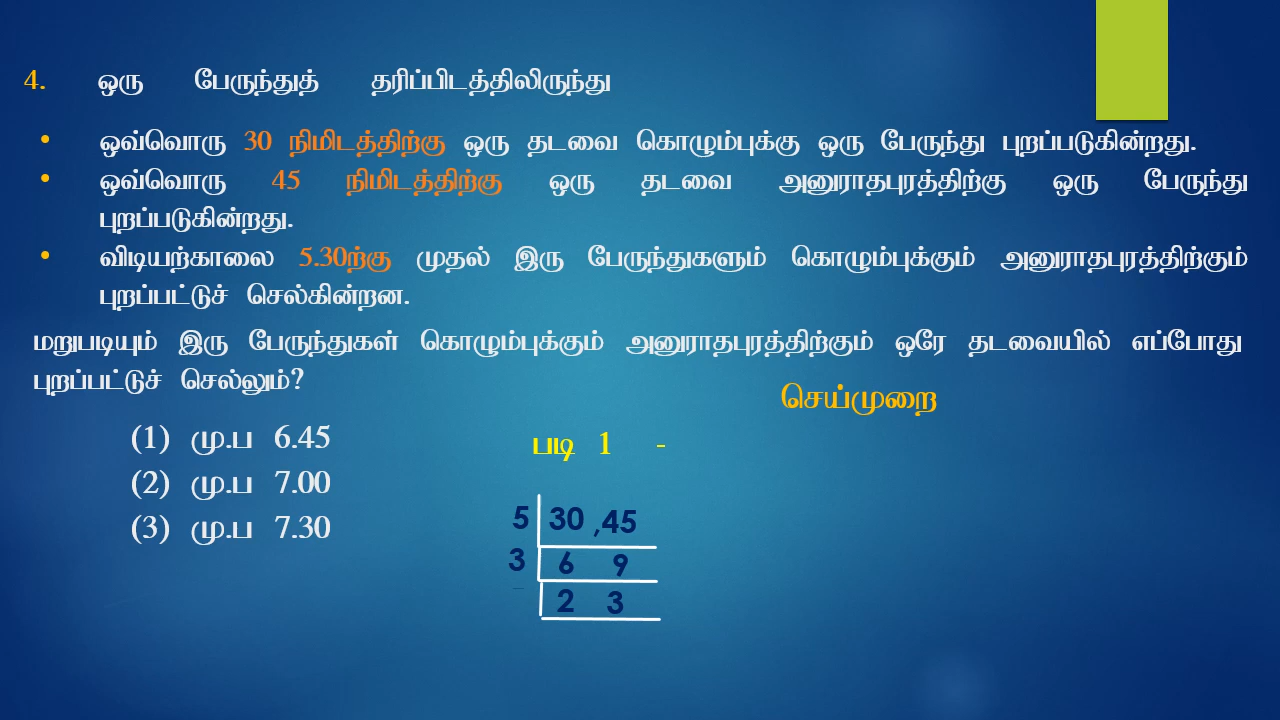 4. ஒரு பேருந்துத் தரிப்பிடத்திலிருந்து
• ஒவ்வொரு 30 நிமிடத்திற்கு ஒரு தடவை கொழும்புக்கு ஒரு பேருந்து புறப்படுகின்றது.
• ஒவ்வொரு 45 நிமிடத்திற்கு ஒரு தடவை அனுராதபுரத்திற்கு ஒரு பேருந்து
புறப்படுகின்றது.
• விடியற்காலை 5.30ற்கு முதல் இரு பேருந்துகளும் கொழும்புக்கும் அனுராதபுரத்திற்கும்
புறப்பட்டுச் செல்கின்றன.
மறுபடியும் இரு பேருந்துகள் கொழும்புக்கும் அனுராதபுரத்திற்கும் ஒரே தடவையில் எப்போது
புறப்பட்டுச் செல்லும்?
செய்முறை
(1) மு.ப 6.45
(2) மு.ப 7.00
(3) மு.ப 7.30
படி 1 -
5 30 ,45
3 6 9
2 3